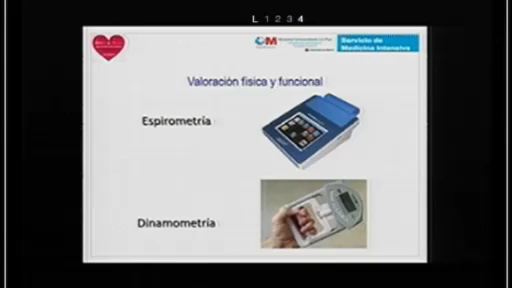 L 1 2 3 4
Servicio de
Medicina Intensiva
Valoración física y funcional
Espirometría
Dinamometría